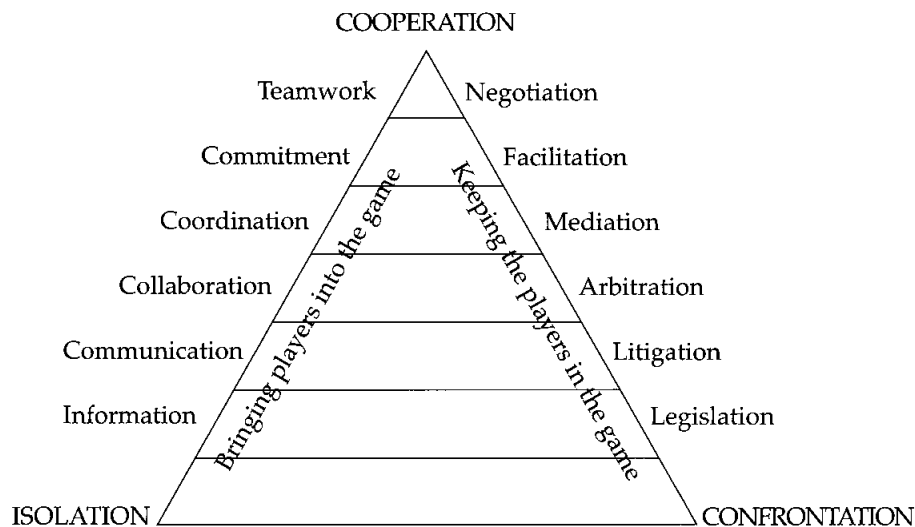 COOPERATION
Teamwork
Negotiation
Commitment
Facilitation
Coordination
Mediation
Collaboration
Arbitration
Communication
Litigation
Information
Legislation
Bringing players into the game
Keeping the players in the game
ISOLATION
CONFRONTATION